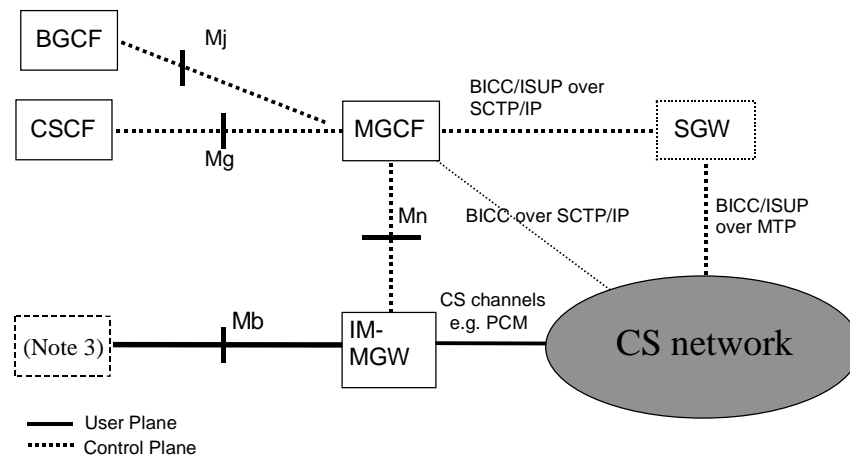 BGCF
Mj
BICC/ISUP over
SCTP/IP
CSCF
Mg
MGCF
SGW
Mn
BICC over SCTP/IP
BICC/ISUP
over MTP
(Note 3)
Mb
IM-
MGW
CS channels
e.g. PCM
CS network
User Plane
Control Plane